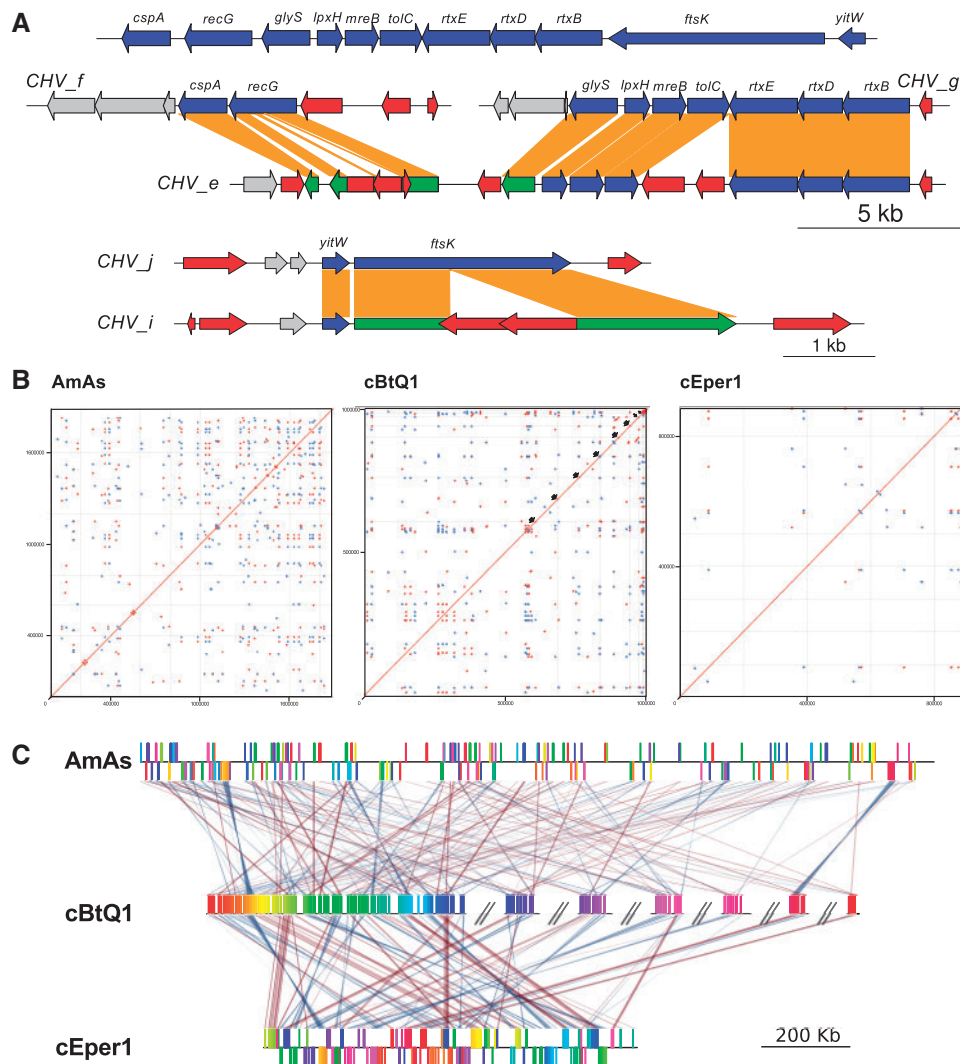 A
cspA recG glyS lpxH mreB tolC rtxE rtxD rtxB ftsK yitW
CHV_f cspA recG glyS lpxH mreB tolC rtxE rtxD rtxB CHV_g
CHV_e
5 kb
CHV_j yitW ftsK
CHV_i
1 kb
B
AmAs cBtQ1 cEper1
1600000 1000000 400000
0 400000 1000000 1600000
1000000 500000
0 500000 1000000
800000 400000
0 400000 800000
C
AmAs
cBtQ1
cEper1
200 Kb